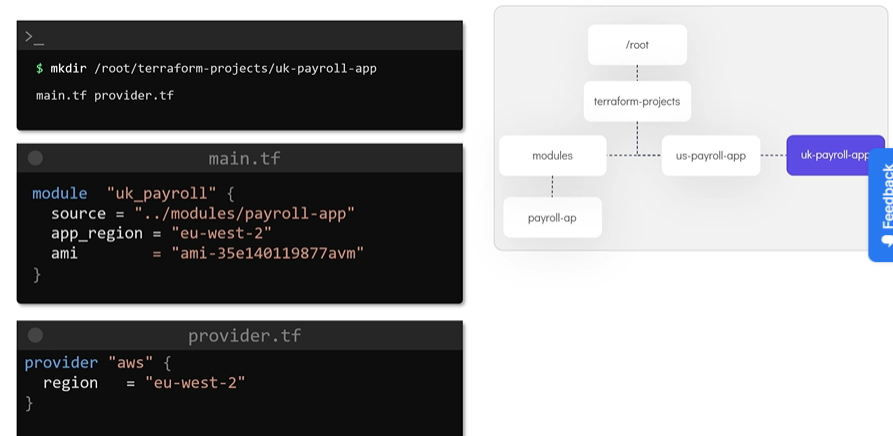 >_
$ mkdir /root/terraform-projects/uk-payroll-app
main.tf provider.tf
main.tf
module "uk_payroll" {
source = "../modules/payroll-app"
app_region = "eu-west-2"
ami = "ami-35e140119877avm"
}
provider.tf
provider "aws" {
region = "eu-west-2"
}
/root
terraform-projects
modules
us-payroll-app
uk-payroll-app
payroll-ap
Feedback